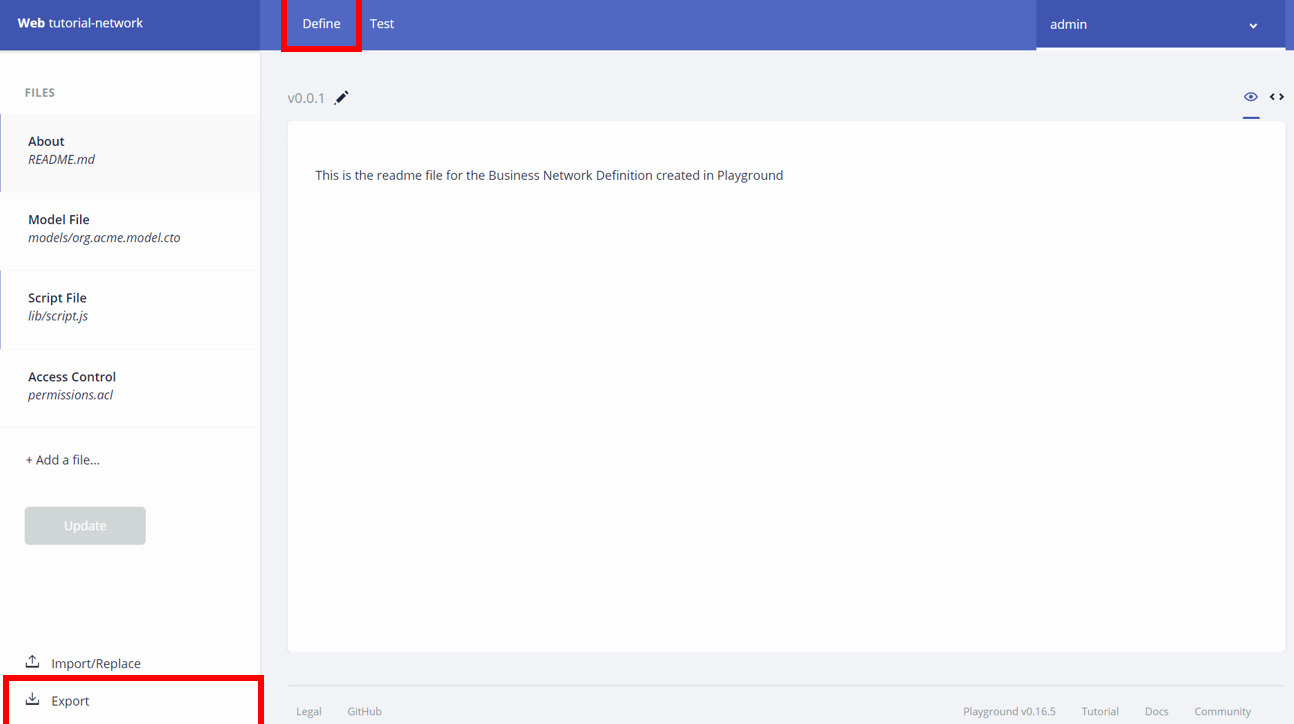 Web tutorial-network
Define
Test
admin
FILES
About
README.md
Model File
models/org.acme.model.cto
Script File
lib/script.js
Access Control
permissions.acl
+ Add a file...
Update
Import/Replace
Export
v0.0.1
This is the readme file for the Business Network Definition created in Playground
Legal
GitHub
Playground v0.16.5
Tutorial
Docs
Community